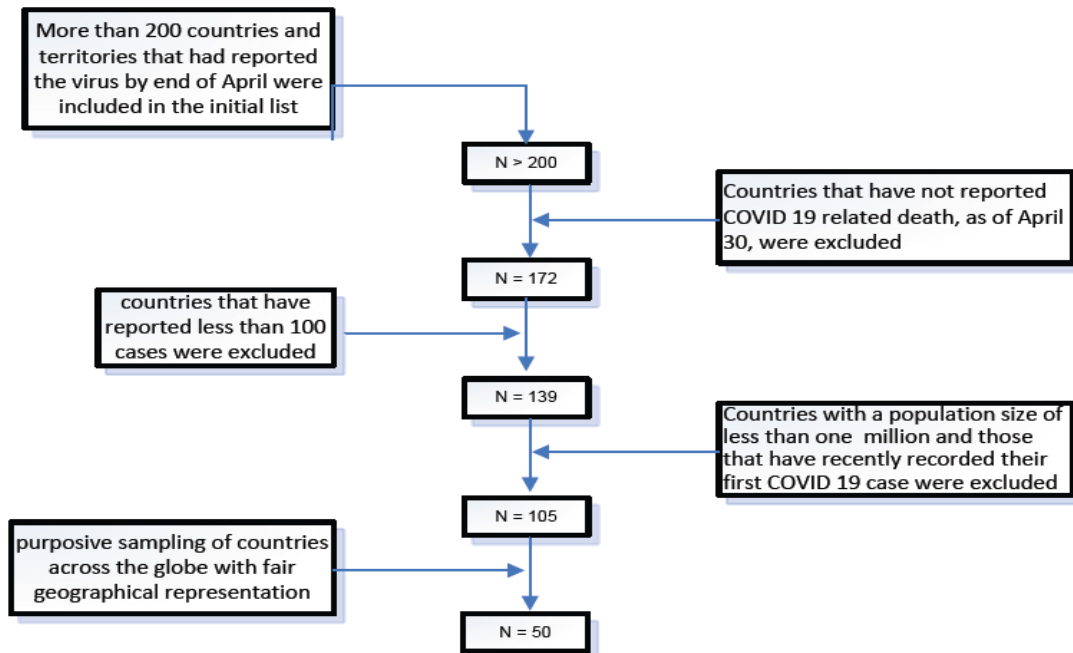 More than 200 countries and
territories that had reported
the virus by end of April were
included in the initial list
N > 200
Countries that have not reported
COVID 19 related death, as of April
30, were excluded
N = 172
countries that have
reported less than 100
cases were excluded
N = 139
Countries with a population size of
less than one million and those
that have recently recorded their
first COVID 19 case were excluded
N = 105
purposive sampling of countries
across the globe with fair
geographical representation
N = 50